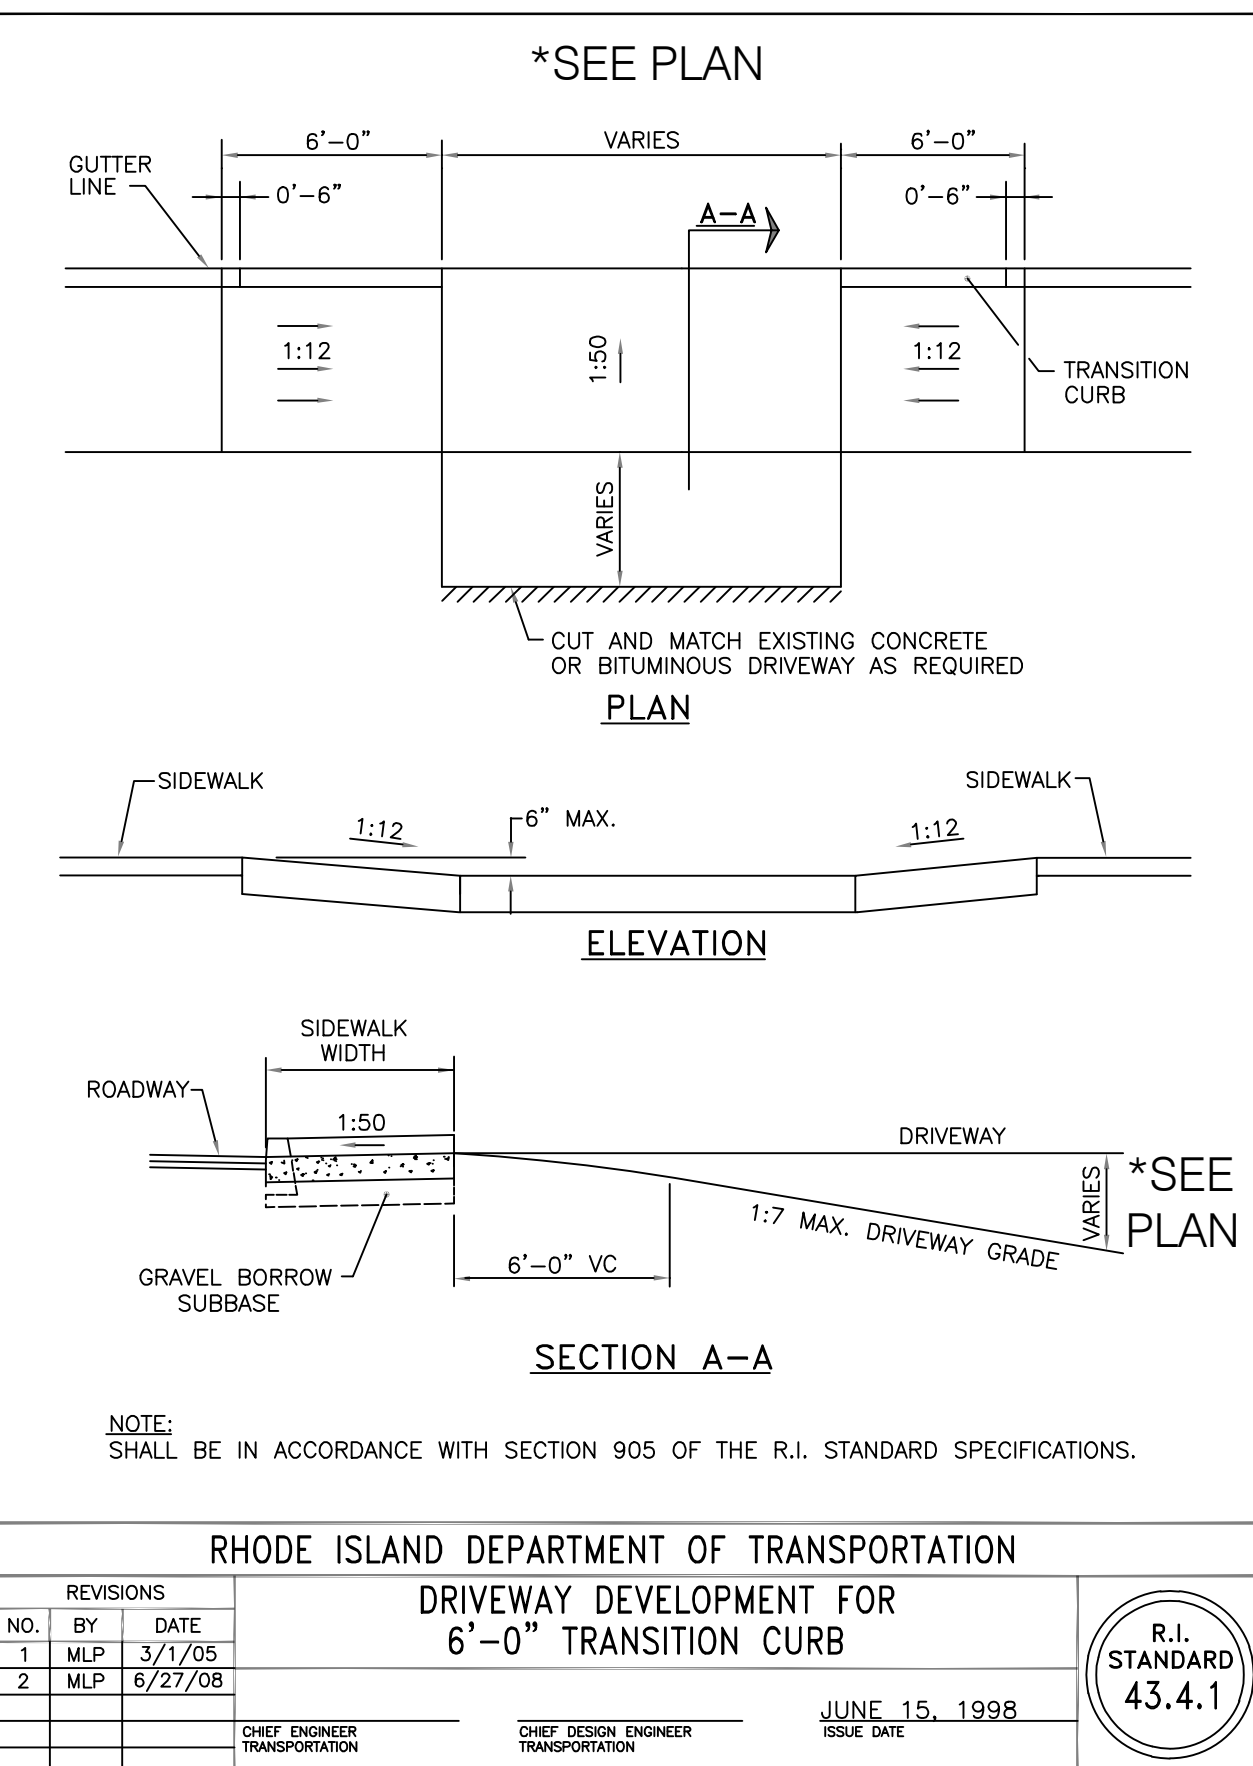 *SEE PLAN
6'-0" VARIES 6'-0"
GUTTER
LINE
0'-6" 0'-6"
A-A
1:12 1:50 1:12
TRANSITION
CURB
VARIES
CUT AND MATCH EXISTING CONCRETE
OR BITUMINOUS DRIVEWAY AS REQUIRED
PLAN
SIDEWALK SIDEWALK
1:12 6" MAX. 1:12
ELEVATION
SIDEWALK
WIDTH
ROADWAY
1:50
DRIVEWAY
VARIES
*SEE
PLAN
1:7 MAX. DRIVEWAY GRADE
6'-0" VC
GRAVEL BORROW
SUBBASE
SECTION A-A
NOTE:
SHALL BE IN ACCORDANCE WITH SECTION 905 OF THE R.I. STANDARD SPECIFICATIONS.
RHODE ISLAND DEPARTMENT OF TRANSPORTATION
REVISIONS
NO. BY DATE
1 MLP 3/1/05
2 MLP 6/27/08
DRIVEWAY DEVELOPMENT FOR
6'-0" TRANSITION CURB
CHIEF ENGINEER
TRANSPORTATION
CHIEF DESIGN ENGINEER
TRANSPORTATION
JUNE 15, 1998
ISSUE DATE
R.I.
STANDARD
43.4.1